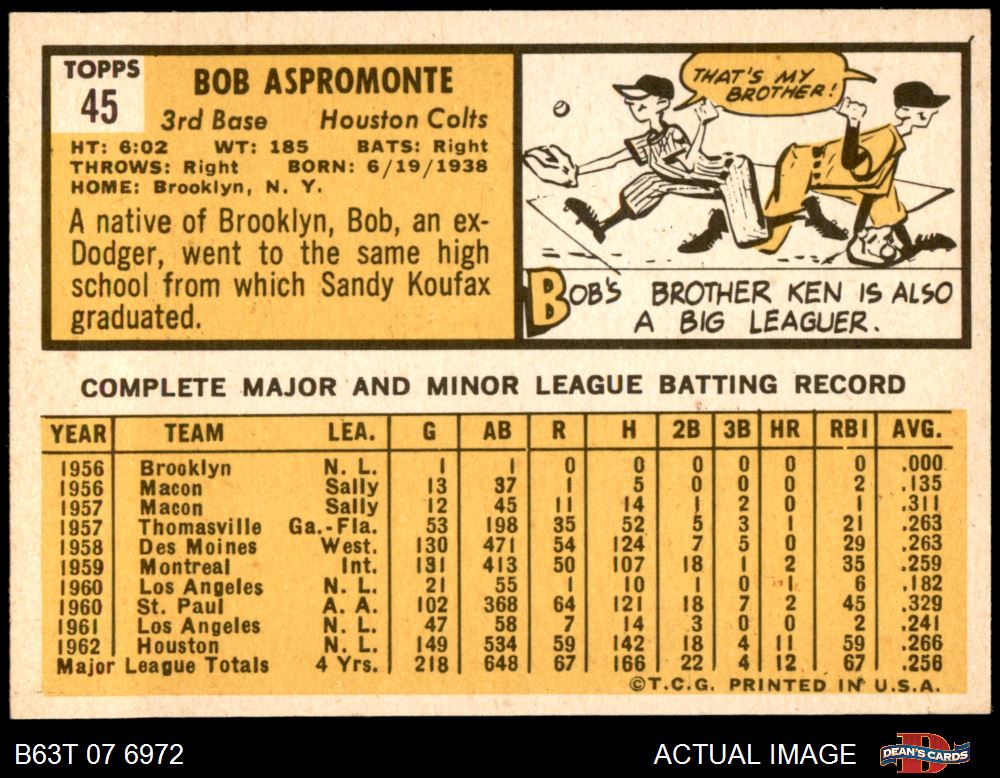 TOPPS
45
BOB ASPROMONTE
3rd Base Houston Colts
HT: 6:02 WT: 185 BATS: Right
THROWS: Right BORN: 6/19/1938
HOME: Brooklyn, N. Y.
A native of Brooklyn, Bob, an ex-
Dodger, went to the same high
school from which Sandy Koufax
graduated.
THAT'S MY
BROTHER!
BOB'S BROTHER KEN IS ALSO
A BIG LEAGUER.
COMPLETE MAJOR AND MINOR LEAGUE BATTING RECORD
YEAR TEAM LEA. G AB R H 2B 3B HR RBI AVG.
1956 Brooklyn N. L. 1 1 0 0 0 0 0 0 .000
1956 Macon Sally 13 37 1 5 0 0 0 2 .135
1957 Macon Sally 12 45 11 14 1 2 0 1 .311
1957 Thomasville Ga.-Fla. 53 198 35 52 5 3 1 21 .263
1958 Des Moines West. 130 471 54 124 7 5 0 29 .263
1959 Montreal Int. 131 413 50 107 18 1 2 35 .259
1960 Los Angeles N. L. 21 55 1 10 1 0 1 6 .182
1960 St. Paul A. A. 102 368 64 121 18 7 2 45 .329
1961 Los Angeles N. L. 47 58 7 14 3 0 0 2 .241
1962 Houston N. L. 149 534 59 142 18 4 11 59 .266
Major League Totals 4 Yrs. 218 648 67 166 22 4 12 67 .256
©T.C.G. PRINTED IN U.S.A.
B63T 07 6972 ACTUAL IMAGE DEAN'S CARDS